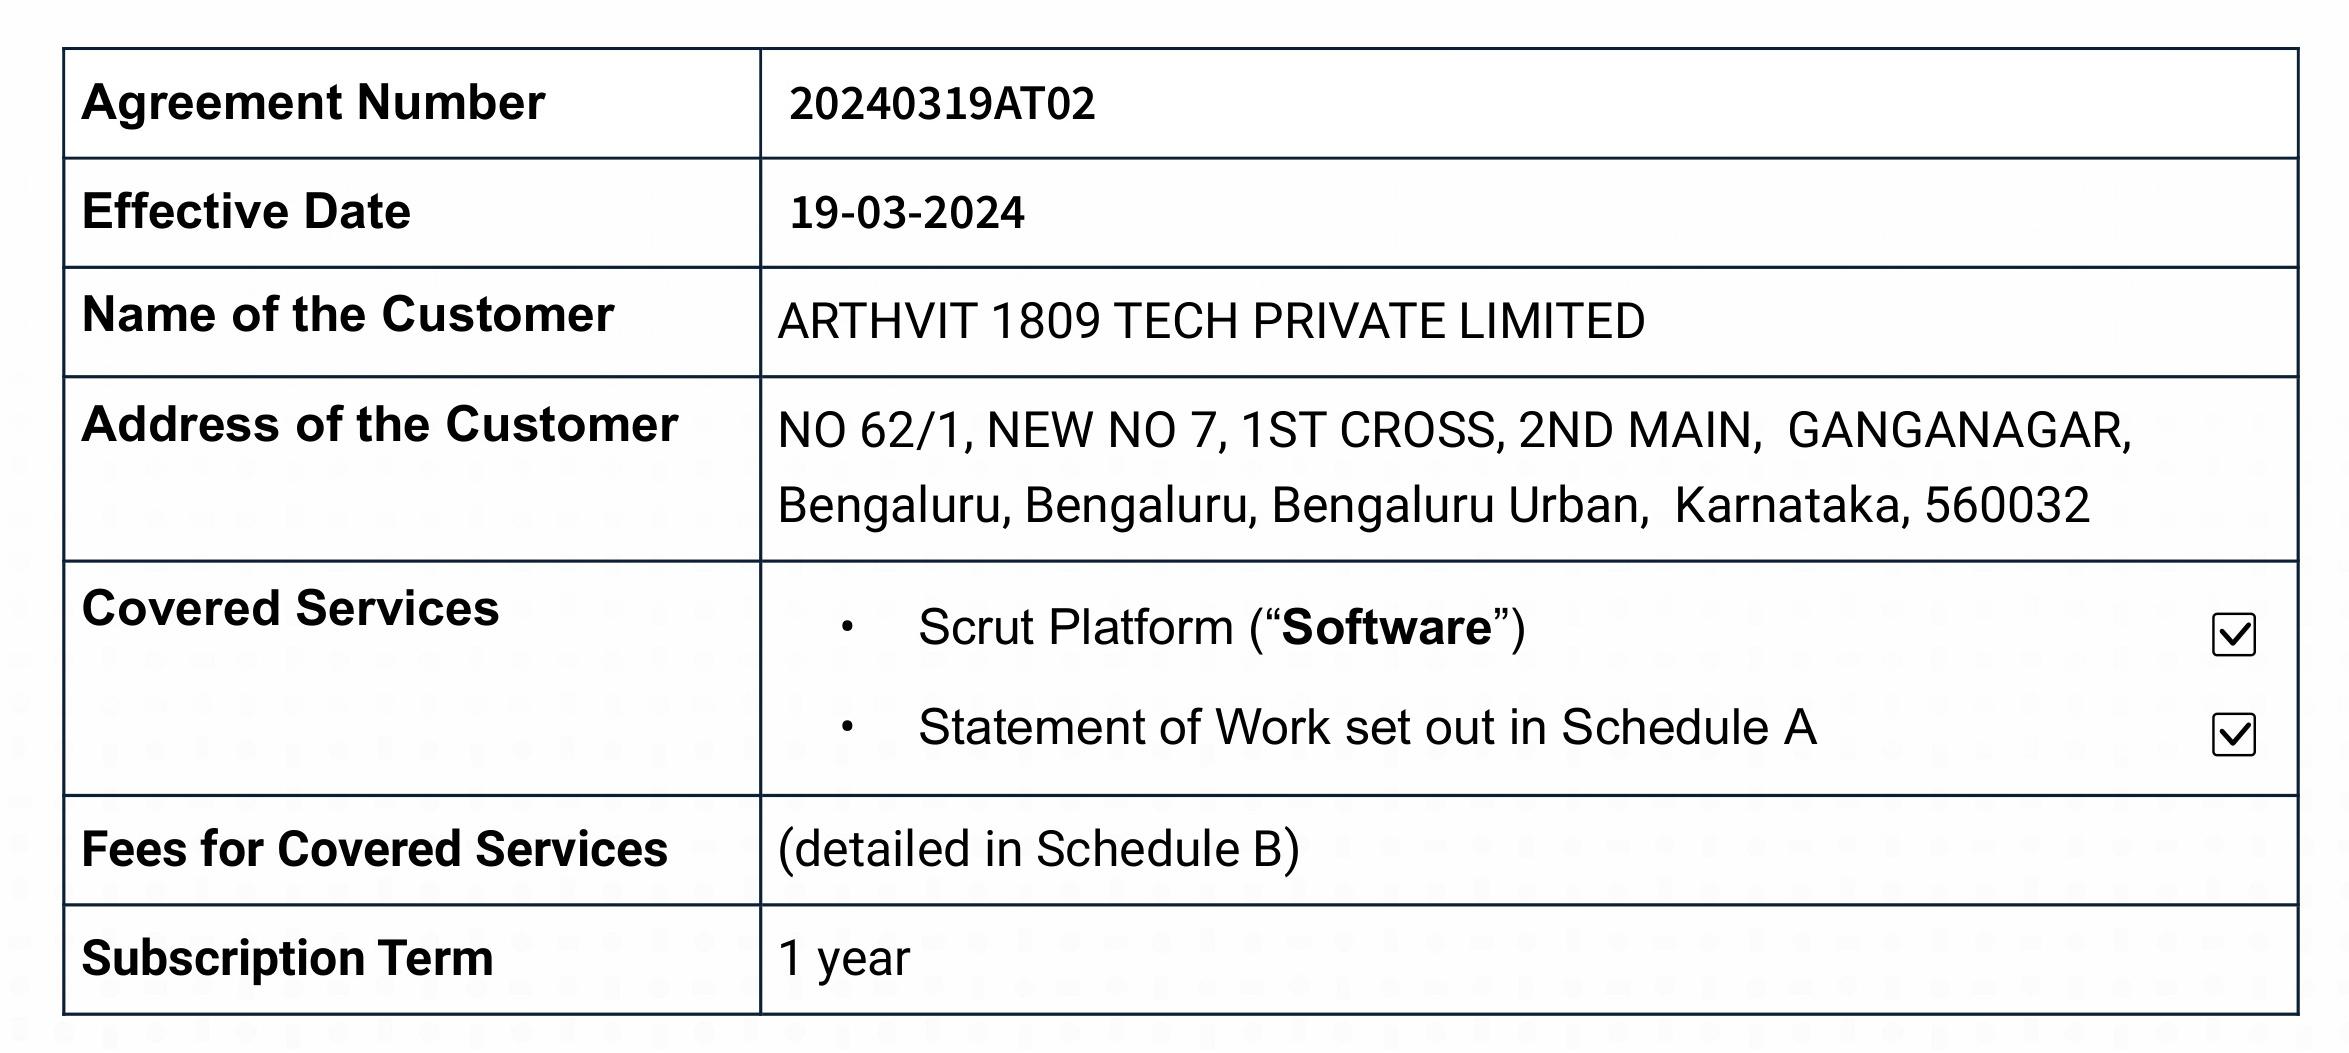 Agreement Number 20240319AT02
Effective Date 19-03-2024
Name of the Customer ARTHVIT 1809 TECH PRIVATE LIMITED
Address of the Customer NO 62/1, NEW NO 7, 1ST CROSS, 2ND MAIN,  GANGANAGAR,
Bengaluru, Bengaluru, Bengaluru Urban,  Karnataka, 560032
Covered Services
• Scrut Platform (“Software”) ☑
• Statement of Work set out in Schedule A ☑
Fees for Covered Services (detailed in Schedule B)
Subscription Term 1 year